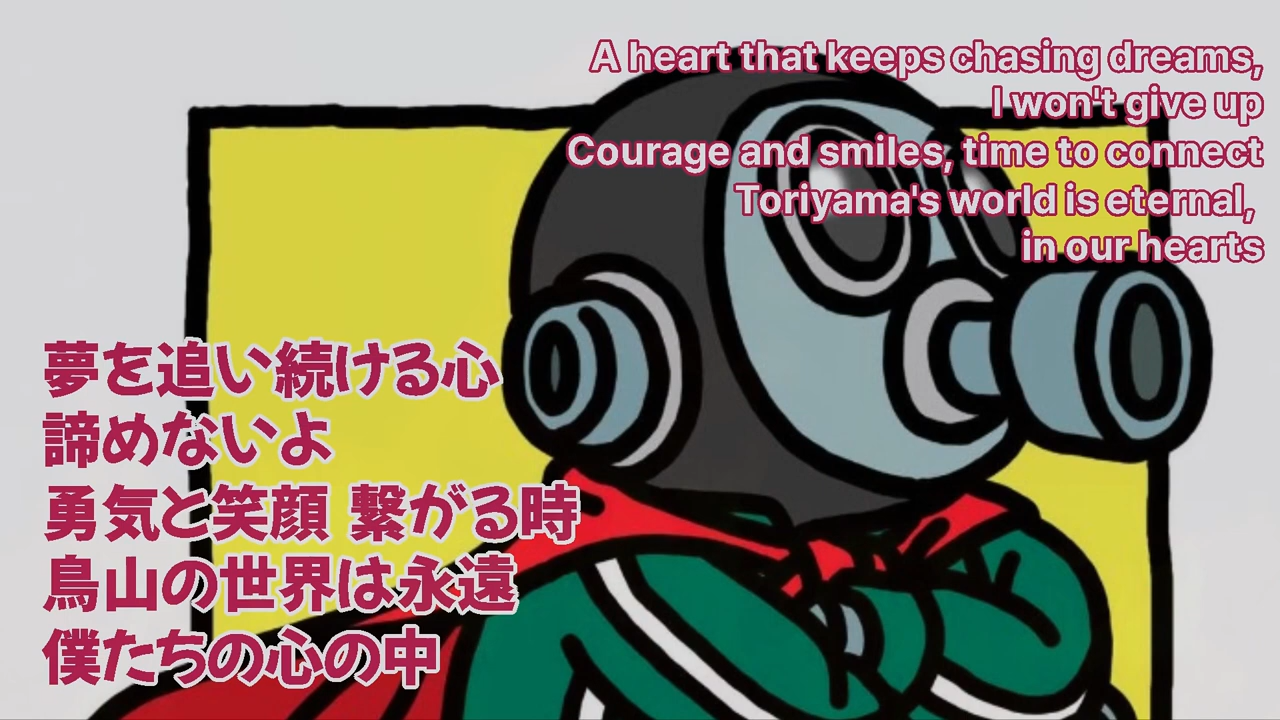 A heart that keeps chasing dreams,
I won't give up
Courage and smiles, time to connect
Toriyama's world is eternal,
in our hearts
夢を追い続ける心
諦めないよ
勇気と笑顔 繋がる時
鳥山の世界は永遠
僕たちの心の中